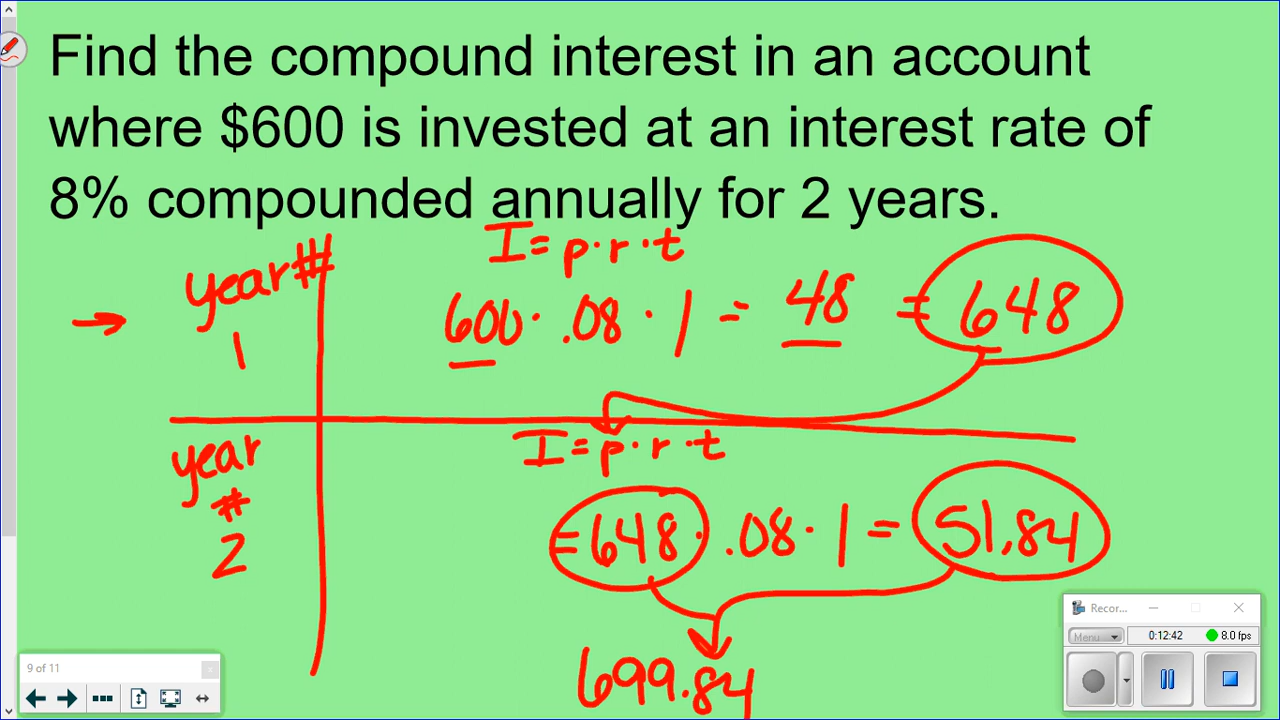 Find the compound interest in an account
where $600 is invested at an interest rate of
8% compounded annually for 2 years.
I = p · r · t
year #
1
600 · .08 · 1 = 48 = 648
I = p · r · t
year
#
2
= 648 · .08 · 1 = 51.84
699.84
Recor...
Menu
0:12:42
8.0 fps
9 of 11